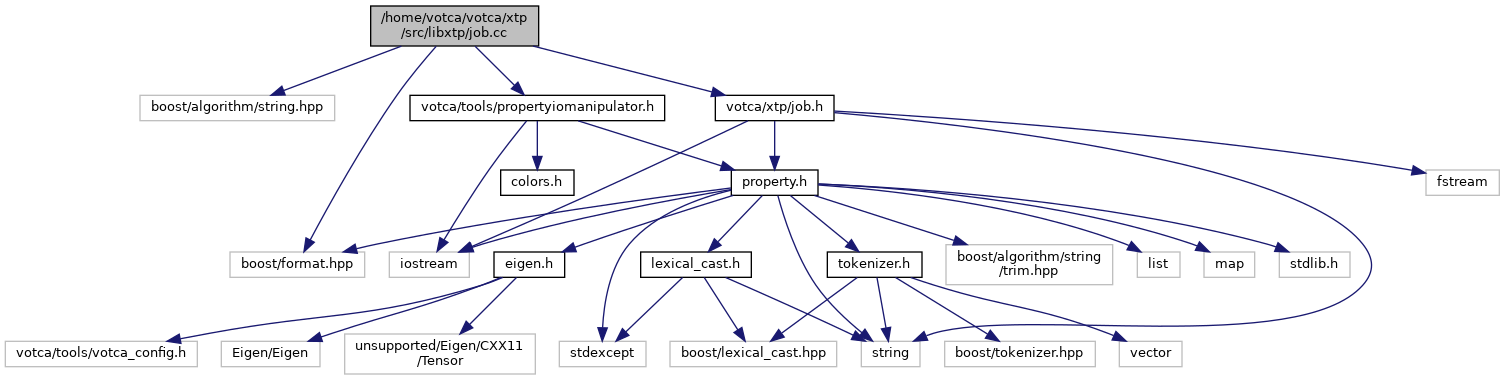 /home/votca/votca/xtp
/src/libxtp/job.cc
boost/algorithm/string.hpp
votca/tools/propertyiomanipulator.h
votca/xtp/job.h
colors.h
property.h
fstream
boost/format.hpp
iostream
eigen.h
lexical_cast.h
tokenizer.h
boost/algorithm/string
/trim.hpp
list
map
stdlib.h
votca/tools/votca_config.h
Eigen/Eigen
unsupported/Eigen/CXX11
/Tensor
stdexcept
boost/lexical_cast.hpp
string
boost/tokenizer.hpp
vector